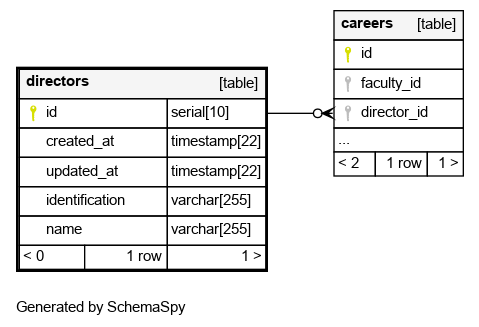 careers [table]
id
faculty_id
director_id
...
< 2 1 row 1 >
directors [table]
id serial[10]
created_at timestamp[22]
updated_at timestamp[22]
identification varchar[255]
name varchar[255]
< 0 1 row 1 >
Generated by SchemaSpy